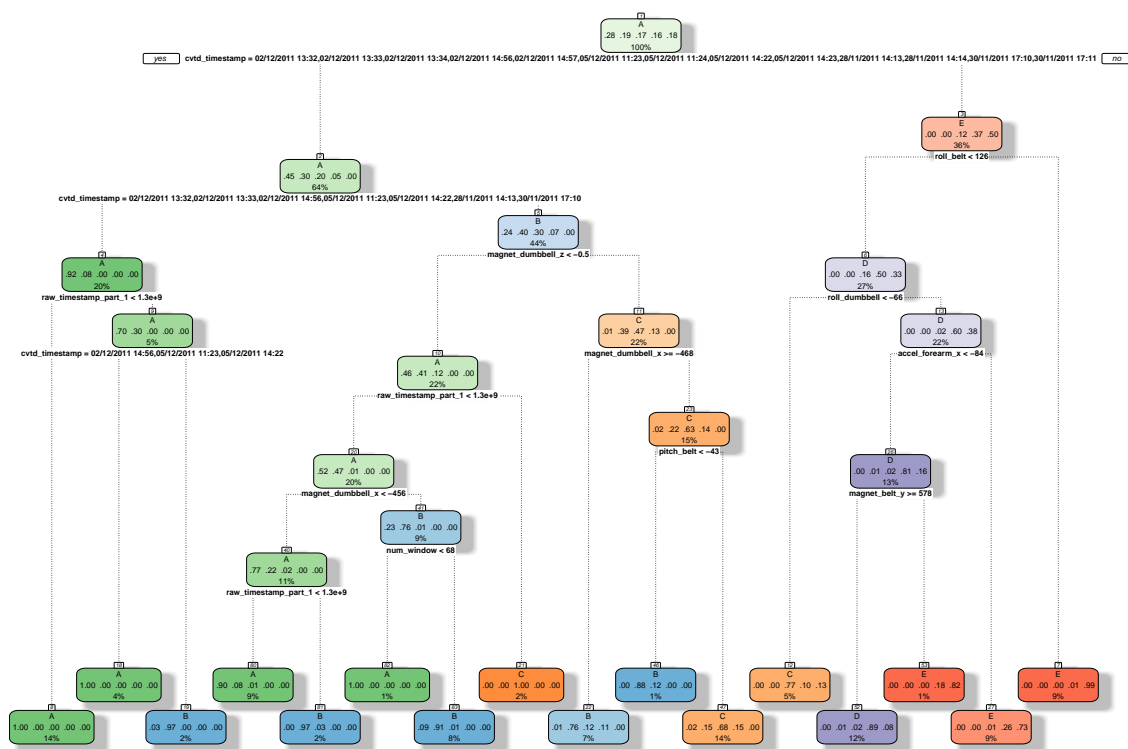 1
A
.28 .19 .17 .16 .18
100%
yes cvtd_timestamp = 02/12/2011 13:32,02/12/2011 13:33,02/12/2011 13:34,02/12/2011 14:56,02/12/2011 14:57,05/12/2011 11:23,05/12/2011 11:24,05/12/2011 14:22,05/12/2011 14:23,28/11/2011 14:13,28/11/2011 14:14,30/11/2011 17:10,30/11/2011 17:11 no
3
E
.00 .00 .12 .37 .50
36%
roll_belt < 126
2
A
.45 .30 .20 .05 .00
64%
cvtd_timestamp = 02/12/2011 13:32,02/12/2011 13:33,02/12/2011 14:56,05/12/2011 11:23,05/12/2011 14:22,28/11/2011 14:13,30/11/2011 17:10
5
B
.24 .40 .30 .07 .00
44%
magnet_dumbbell_z < −0.5
4
A
.92 .08 .00 .00 .00
20%
raw_timestamp_part_1 < 1.3e+9
6
D
.00 .00 .16 .50 .33
27%
roll_dumbbell < −66
9
A
.70 .30 .00 .00 .00
5%
cvtd_timestamp = 02/12/2011 14:56,05/12/2011 11:23,05/12/2011 14:22
11
C
.01 .39 .47 .13 .00
22%
magnet_dumbbell_x >= −468
13
D
.00 .00 .02 .60 .38
22%
accel_forearm_x < −84
10
A
.46 .41 .12 .00 .00
22%
raw_timestamp_part_1 < 1.3e+9
23
C
.02 .22 .63 .14 .00
15%
pitch_belt < −43
20
A
.52 .47 .01 .00 .00
20%
magnet_dumbbell_x < −456
26
D
.00 .01 .02 .81 .16
13%
magnet_belt_y >= 578
41
B
.23 .76 .01 .00 .00
9%
num_window < 68
40
A
.77 .22 .02 .00 .00
11%
raw_timestamp_part_1 < 1.3e+9
18
A
1.00 .00 .00 .00 .00
4%
80
A
.90 .08 .01 .00 .00
9%
82
A
1.00 .00 .00 .00 .00
1%
21
C
.00 .00 1.00 .00 .00
2%
46
B
.00 .88 .12 .00 .00
1%
12
C
.00 .00 .77 .10 .13
5%
53
E
.00 .00 .00 .18 .82
1%
7
E
.00 .00 .00 .01 .99
9%
8
A
1.00 .00 .00 .00 .00
14%
19
B
.03 .97 .00 .00 .00
2%
81
B
.00 .97 .03 .00 .00
2%
83
B
.09 .91 .01 .00 .00
8%
22
B
.01 .76 .12 .11 .00
7%
47
C
.02 .15 .68 .15 .00
14%
52
D
.00 .01 .02 .89 .08
12%
27
E
.00 .00 .01 .26 .73
9%